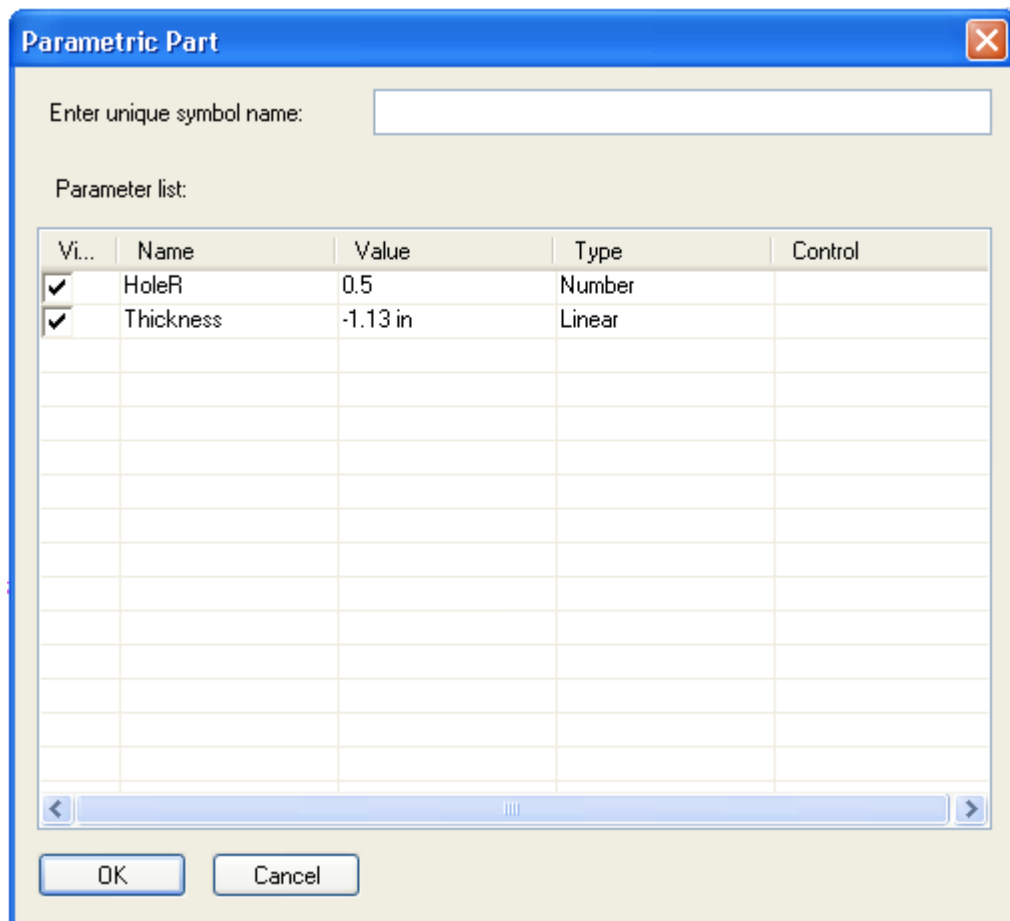 Parametric Part
Enter unique symbol name:
Parameter list:
Vi... Name Value Type Control
HoleR 0.5 Number
Thickness -1.13 in Linear
OK Cancel